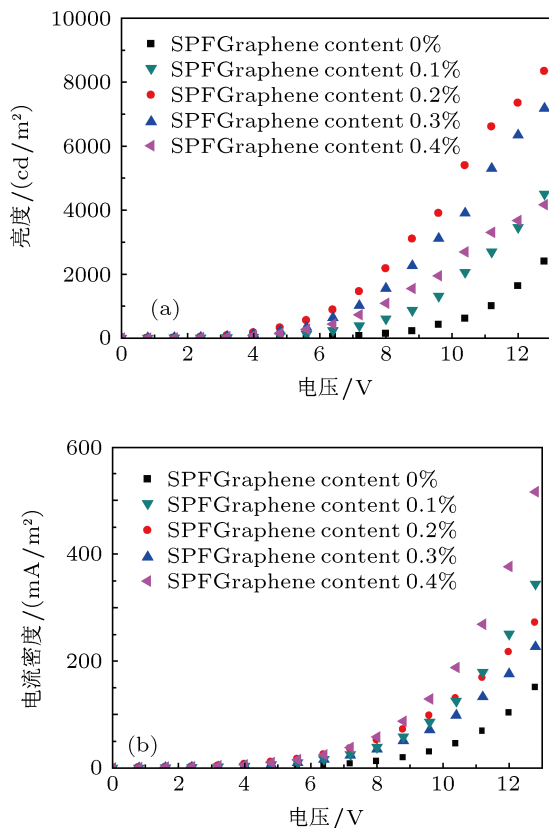 10000
SPFGraphene content 0%
SPFGraphene content 0.1%
8000
SPFGraphene content 0.2%
SPFGraphene content 0.3%
SPFGraphene content 0.4%
6000
亮度/(cd/m²)
4000
2000
(a)
0
0 2 4 6 8 10 12
电压/V
600
SPFGraphene content 0%
SPFGraphene content 0.1%
SPFGraphene content 0.2%
SPFGraphene content 0.3%
SPFGraphene content 0.4%
400
电流密度/(mA/m²)
200
(b)
0
0 2 4 6 8 10 12
电压/V